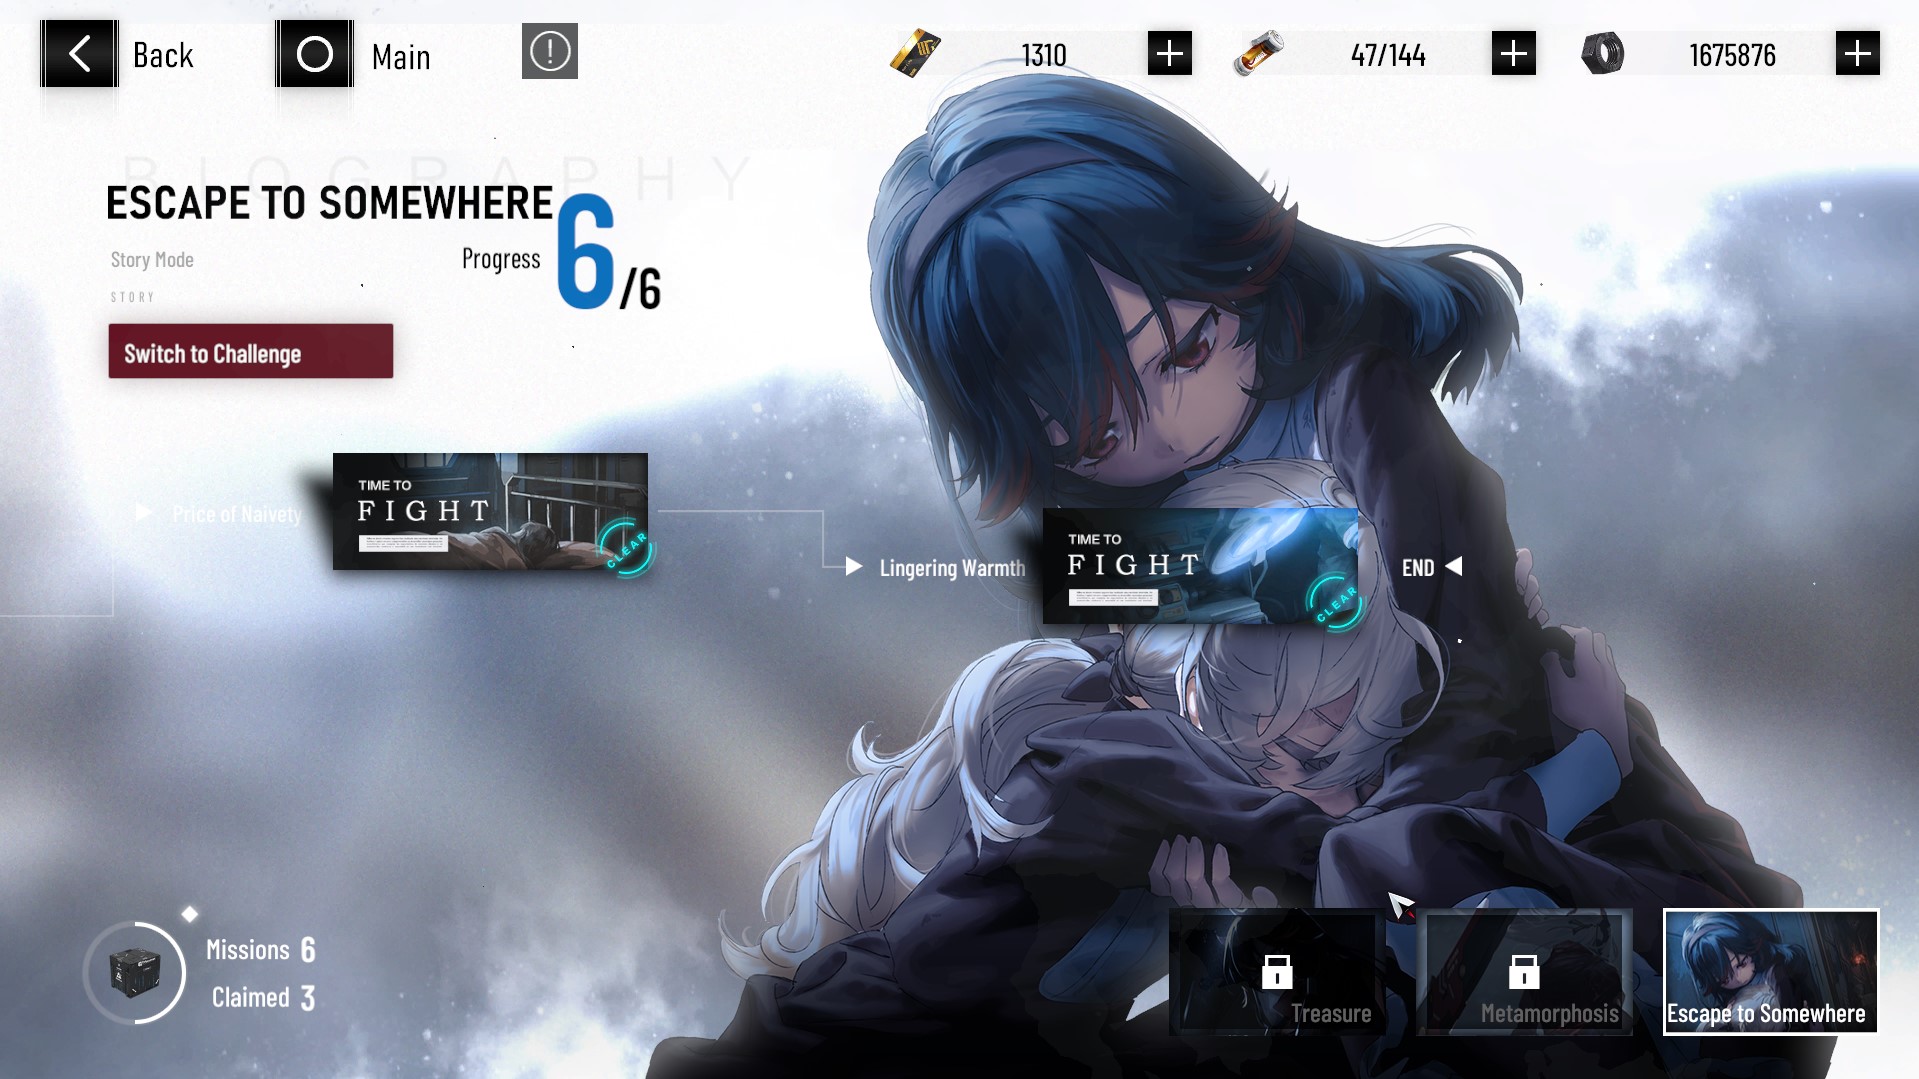 Back
Main
1310
47/144
1675876
BIOGRAPHY
ESCAPE TO SOMEWHERE
Story Mode
STORY
Progress
6/6
Switch to Challenge
Price of Naivety
TIME TO
FIGHT
CLEAR
Lingering Warmth
TIME TO
FIGHT
CLEAR
END
Missions 6
Claimed 3
Treasure
Metamorphosis
Escape to Somewhere